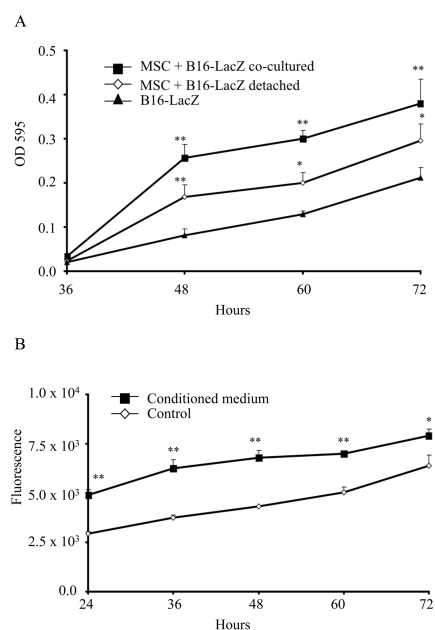 A
MSC + B16-LacZ co-cultured
MSC + B16-LacZ detached
B16-LacZ
OD 595
0.5
0.4
0.3
0.2
0.1
0.0
**
**
**
**
*
*
36 48 60 72
Hours
B
Conditioned medium
Control
Fluorescence
1.0 x 10⁴
7.5 x 10³
5.0 x 10³
2.5 x 10³
0.0
**
**
**
**
*
24 36 48 60 72
Hours